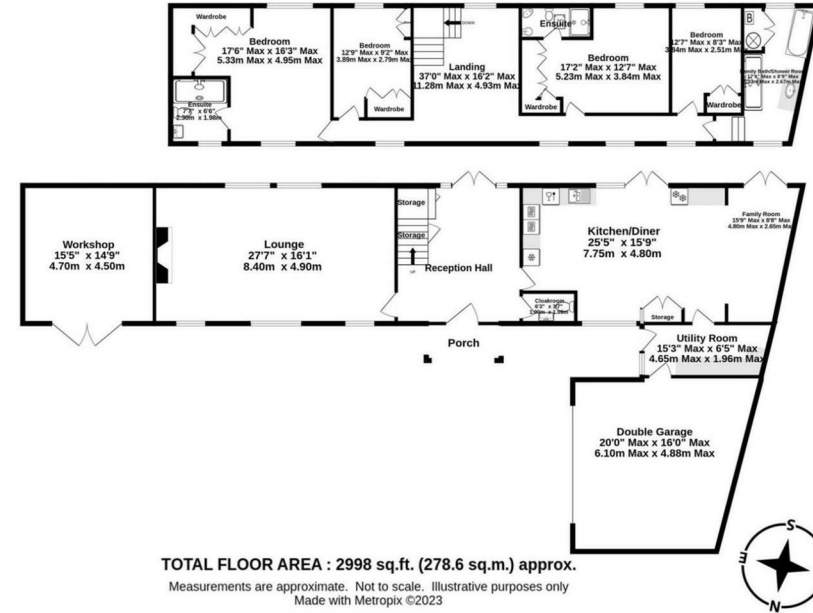 Wardrobe
Bedroom
17'6" Max x 16'3" Max
5.33m Max x 4.95m Max
Ensuite
Bedroom
12'9" Max x 9'2" Max
3.89m Max x 2.79m Max
Wardrobe
DOWN
Landing
37'0" Max x 16'2" Max
11.28m Max x 4.93m Max
Ensuite
Bedroom
17'2" Max x 12'7" Max
5.23m Max x 3.84m Max
Wardrobe
Bedroom
12'7" Max x 8'3" Max
3.84m Max x 2.51m Max
Wardrobe
B
Family Bath/Shower Room
Workshop
15'5" x 14'9"
4.70m x 4.50m
Lounge
27'7" x 16'1"
8.40m x 4.90m
Storage
Storage
UP
Reception Hall
Porch
Kitchen/Diner
25'5" x 15'9"
7.75m x 4.80m
Cloakroom
Storage
Family Room
15'9" Max x 8'8" Max
4.80m Max x 2.65m Max
Utility Room
15'3" Max x 6'5" Max
4.65m Max x 1.96m Max
Double Garage
20'0" Max x 16'0" Max
6.10m Max x 4.88m Max
S
E
N
TOTAL FLOOR AREA : 2998 sq.ft. (278.6 sq.m.) approx.
Measurements are approximate. Not to scale. Illustrative purposes only
Made with Metropix ©2023